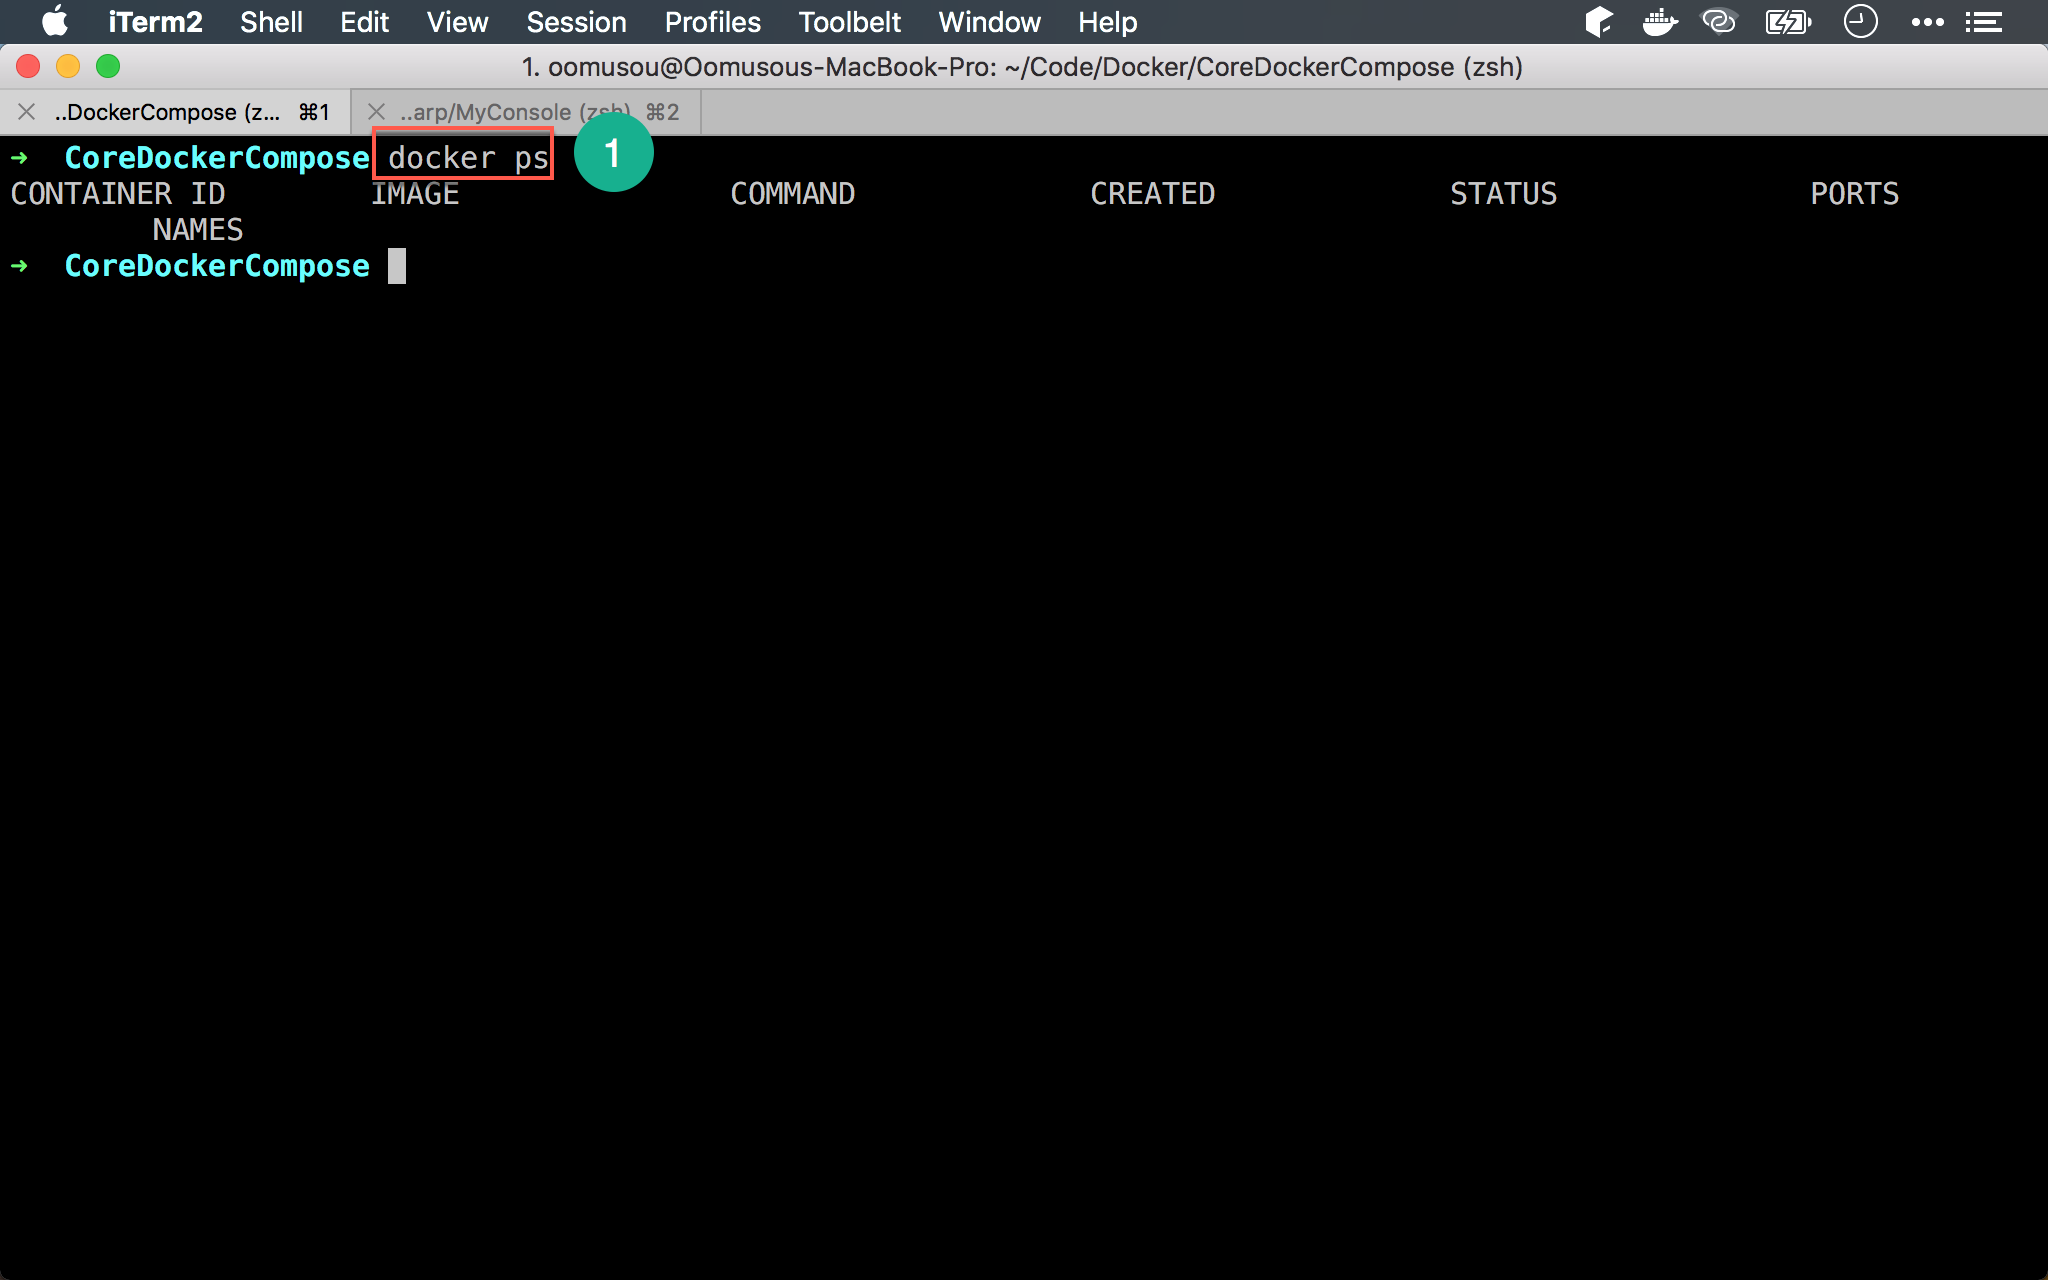 iTerm2 Shell Edit View Session Profiles Toolbelt Window Help
1. oomusou@Oomusous-MacBook-Pro: ~/Code/Docker/CoreDockerCompose (zsh)
..DockerCompose (z... ⌘1 ..arp/MyConsole (zsh) ⌘2
➜ CoreDockerCompose docker ps 1
CONTAINER ID IMAGE COMMAND CREATED STATUS PORTS
NAMES
➜ CoreDockerCompose